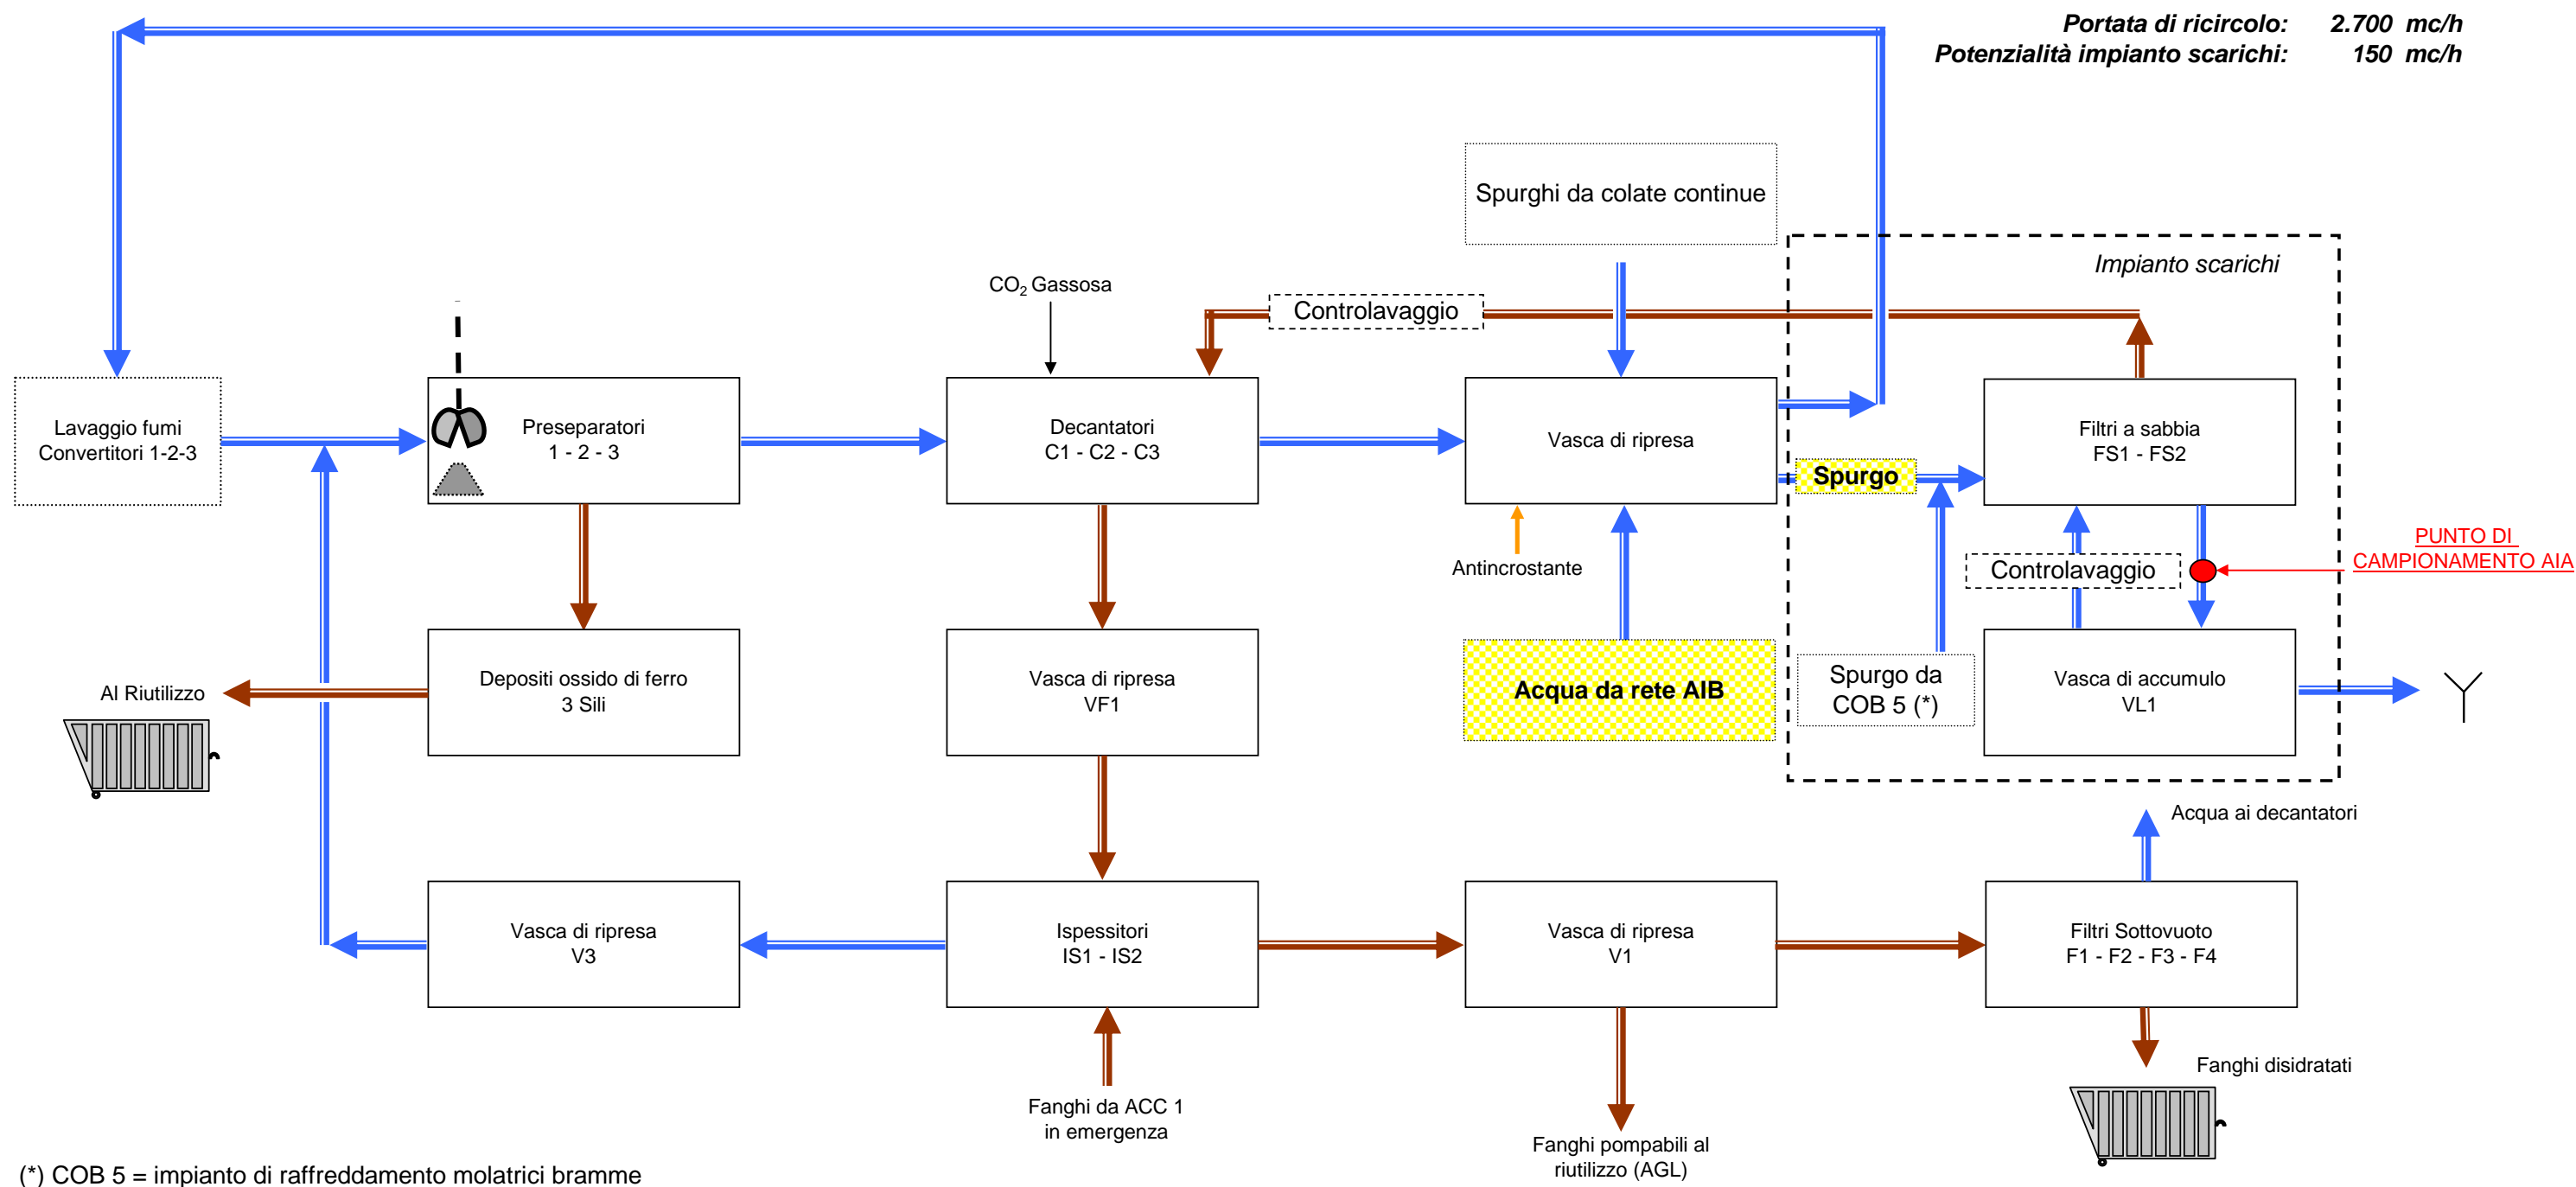 Portata di ricircolo: 2.700 mc/h
Potenzialità impianto scarichi: 150 mc/h
Spurghi da colate continue
Impianto scarichi
CO2 Gassosa
Controlavaggio
Lavaggio fumi
Convertitori 1-2-3
Preseparatori
1 - 2 - 3
Decantatori
C1 - C2 - C3
Vasca di ripresa
Filtri a sabbia
FS1 - FS2
Spurgo
Antincrostante
Controlavaggio
PUNTO DI
CAMPIONAMENTO AIA
Al Riutilizzo
Depositi ossido di ferro
3 Sili
Vasca di ripresa
VF1
Acqua da rete AIB
Spurgo da
COB 5 (*)
Vasca di accumulo
VL1
Acqua ai decantatori
Vasca di ripresa
V3
Ispessitori
IS1 - IS2
Vasca di ripresa
V1
Filtri Sottovuoto
F1 - F2 - F3 - F4
Fanghi da ACC 1
in emergenza
Fanghi pompabili al
riutilizzo (AGL)
Fanghi disidratati
(*) COB 5 = impianto di raffreddamento molatrici bramme